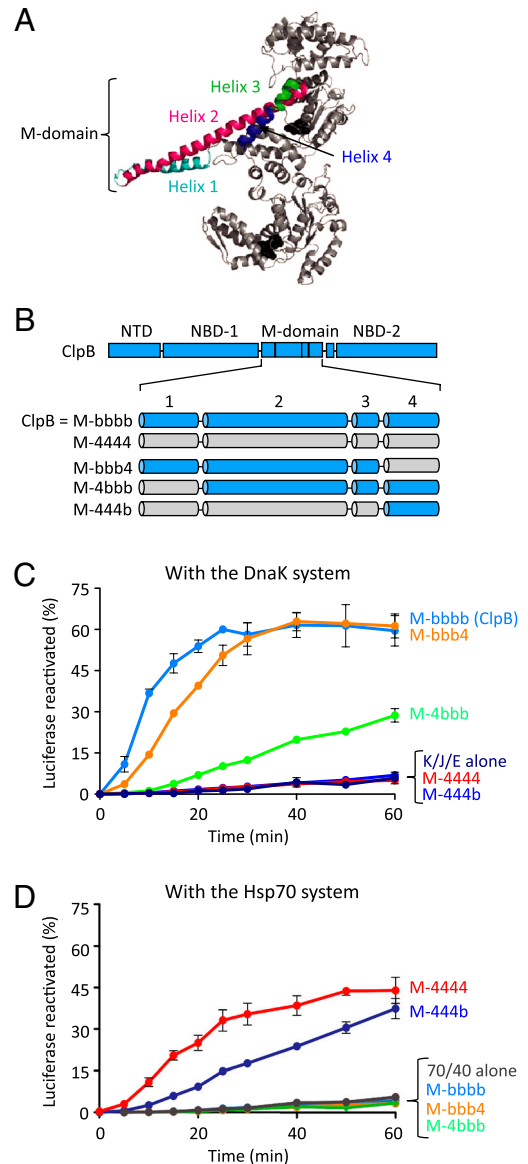 A
Helix 3
Helix 2
M-domain
Helix 4
Helix 1
B
NTD NBD-1 M-domain NBD-2
ClpB
1 2 3 4
ClpB = M-bbbb
M-4444
M-bbb4
M-4bbb
M-444b
C
With the DnaK system
Luciferase reactivated (%)
75
60
45
30
15
0
0 20 40 60
Time (min)
M-bbbb (ClpB)
M-bbb4
M-4bbb
K/J/E alone
M-4444
M-444b
D
With the Hsp70 system
Luciferase reactivated (%)
75
60
45
30
15
0
0 20 40 60
Time (min)
M-4444
M-444b
70/40 alone
M-bbbb
M-bbb4
M-4bbb